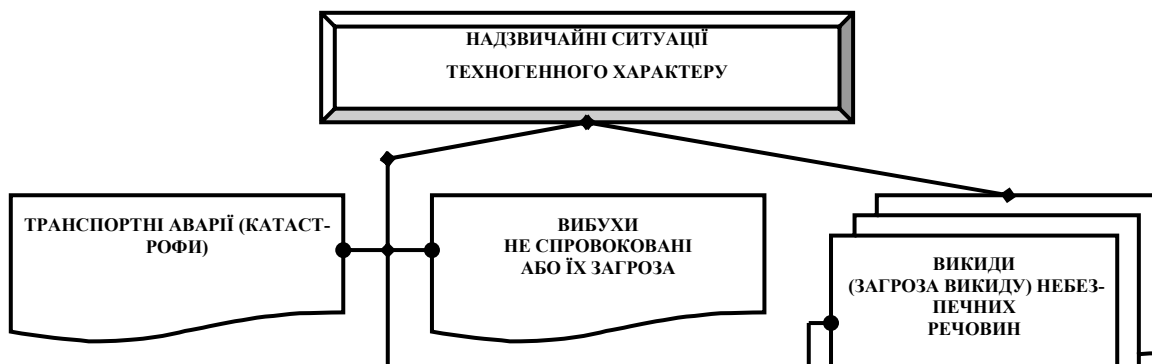 НАДЗВИЧАЙНІ СИТУАЦІЇ
ТЕХНОГЕННОГО ХАРАКТЕРУ
ТРАНСПОРТНІ АВАРІЇ (КАТАСТ-
РОФИ)
ВИБУХИ
НЕ СПРОВОКОВАНІ
АБО ЇХ ЗАГРОЗА
ВИКИДИ
(ЗАГРОЗА ВИКИДУ) НЕБЕЗ-
ПЕЧНИХ
РЕЧОВИН